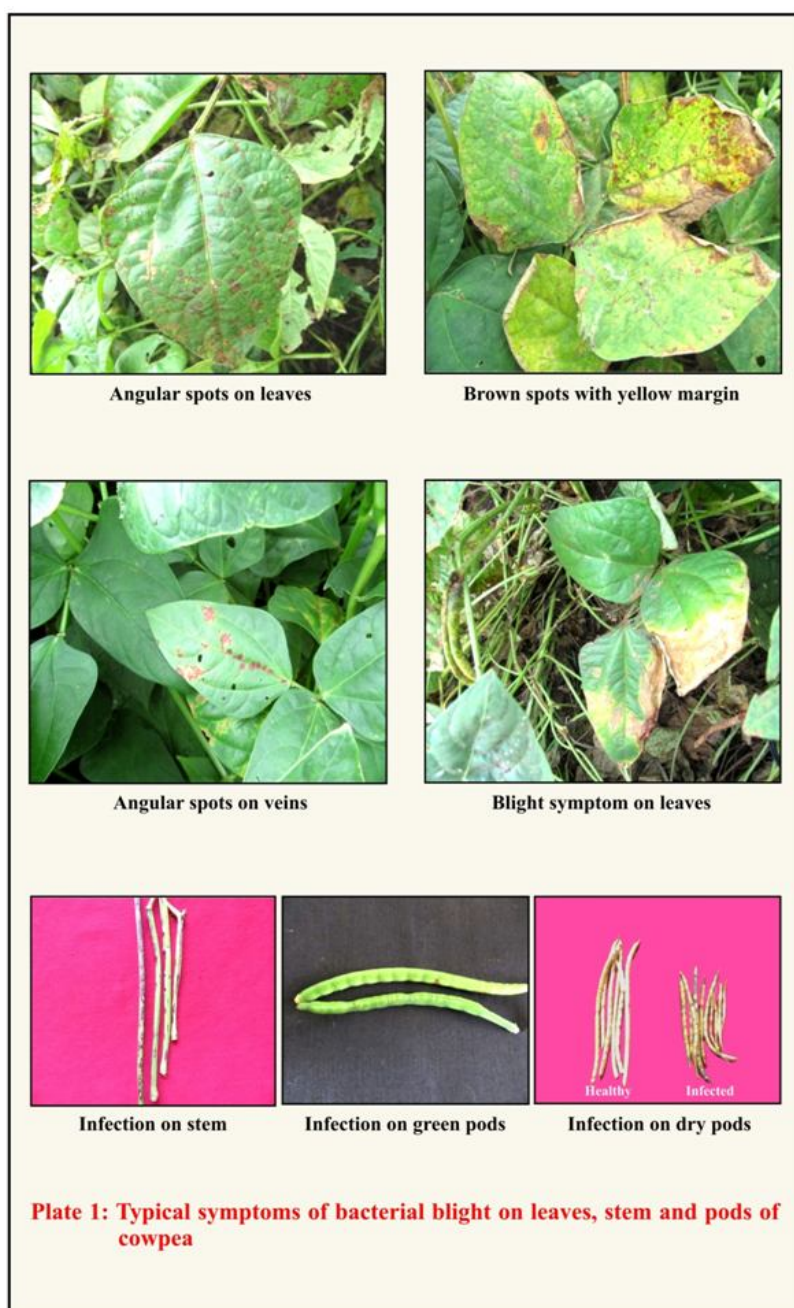 Angular spots on leaves
Brown spots with yellow margin
Angular spots on veins
Blight symptom on leaves
Healthy
Infected
Infection on stem
Infection on green pods
Infection on dry pods
Plate 1: Typical symptoms of bacterial blight on leaves, stem and pods of
cowpea